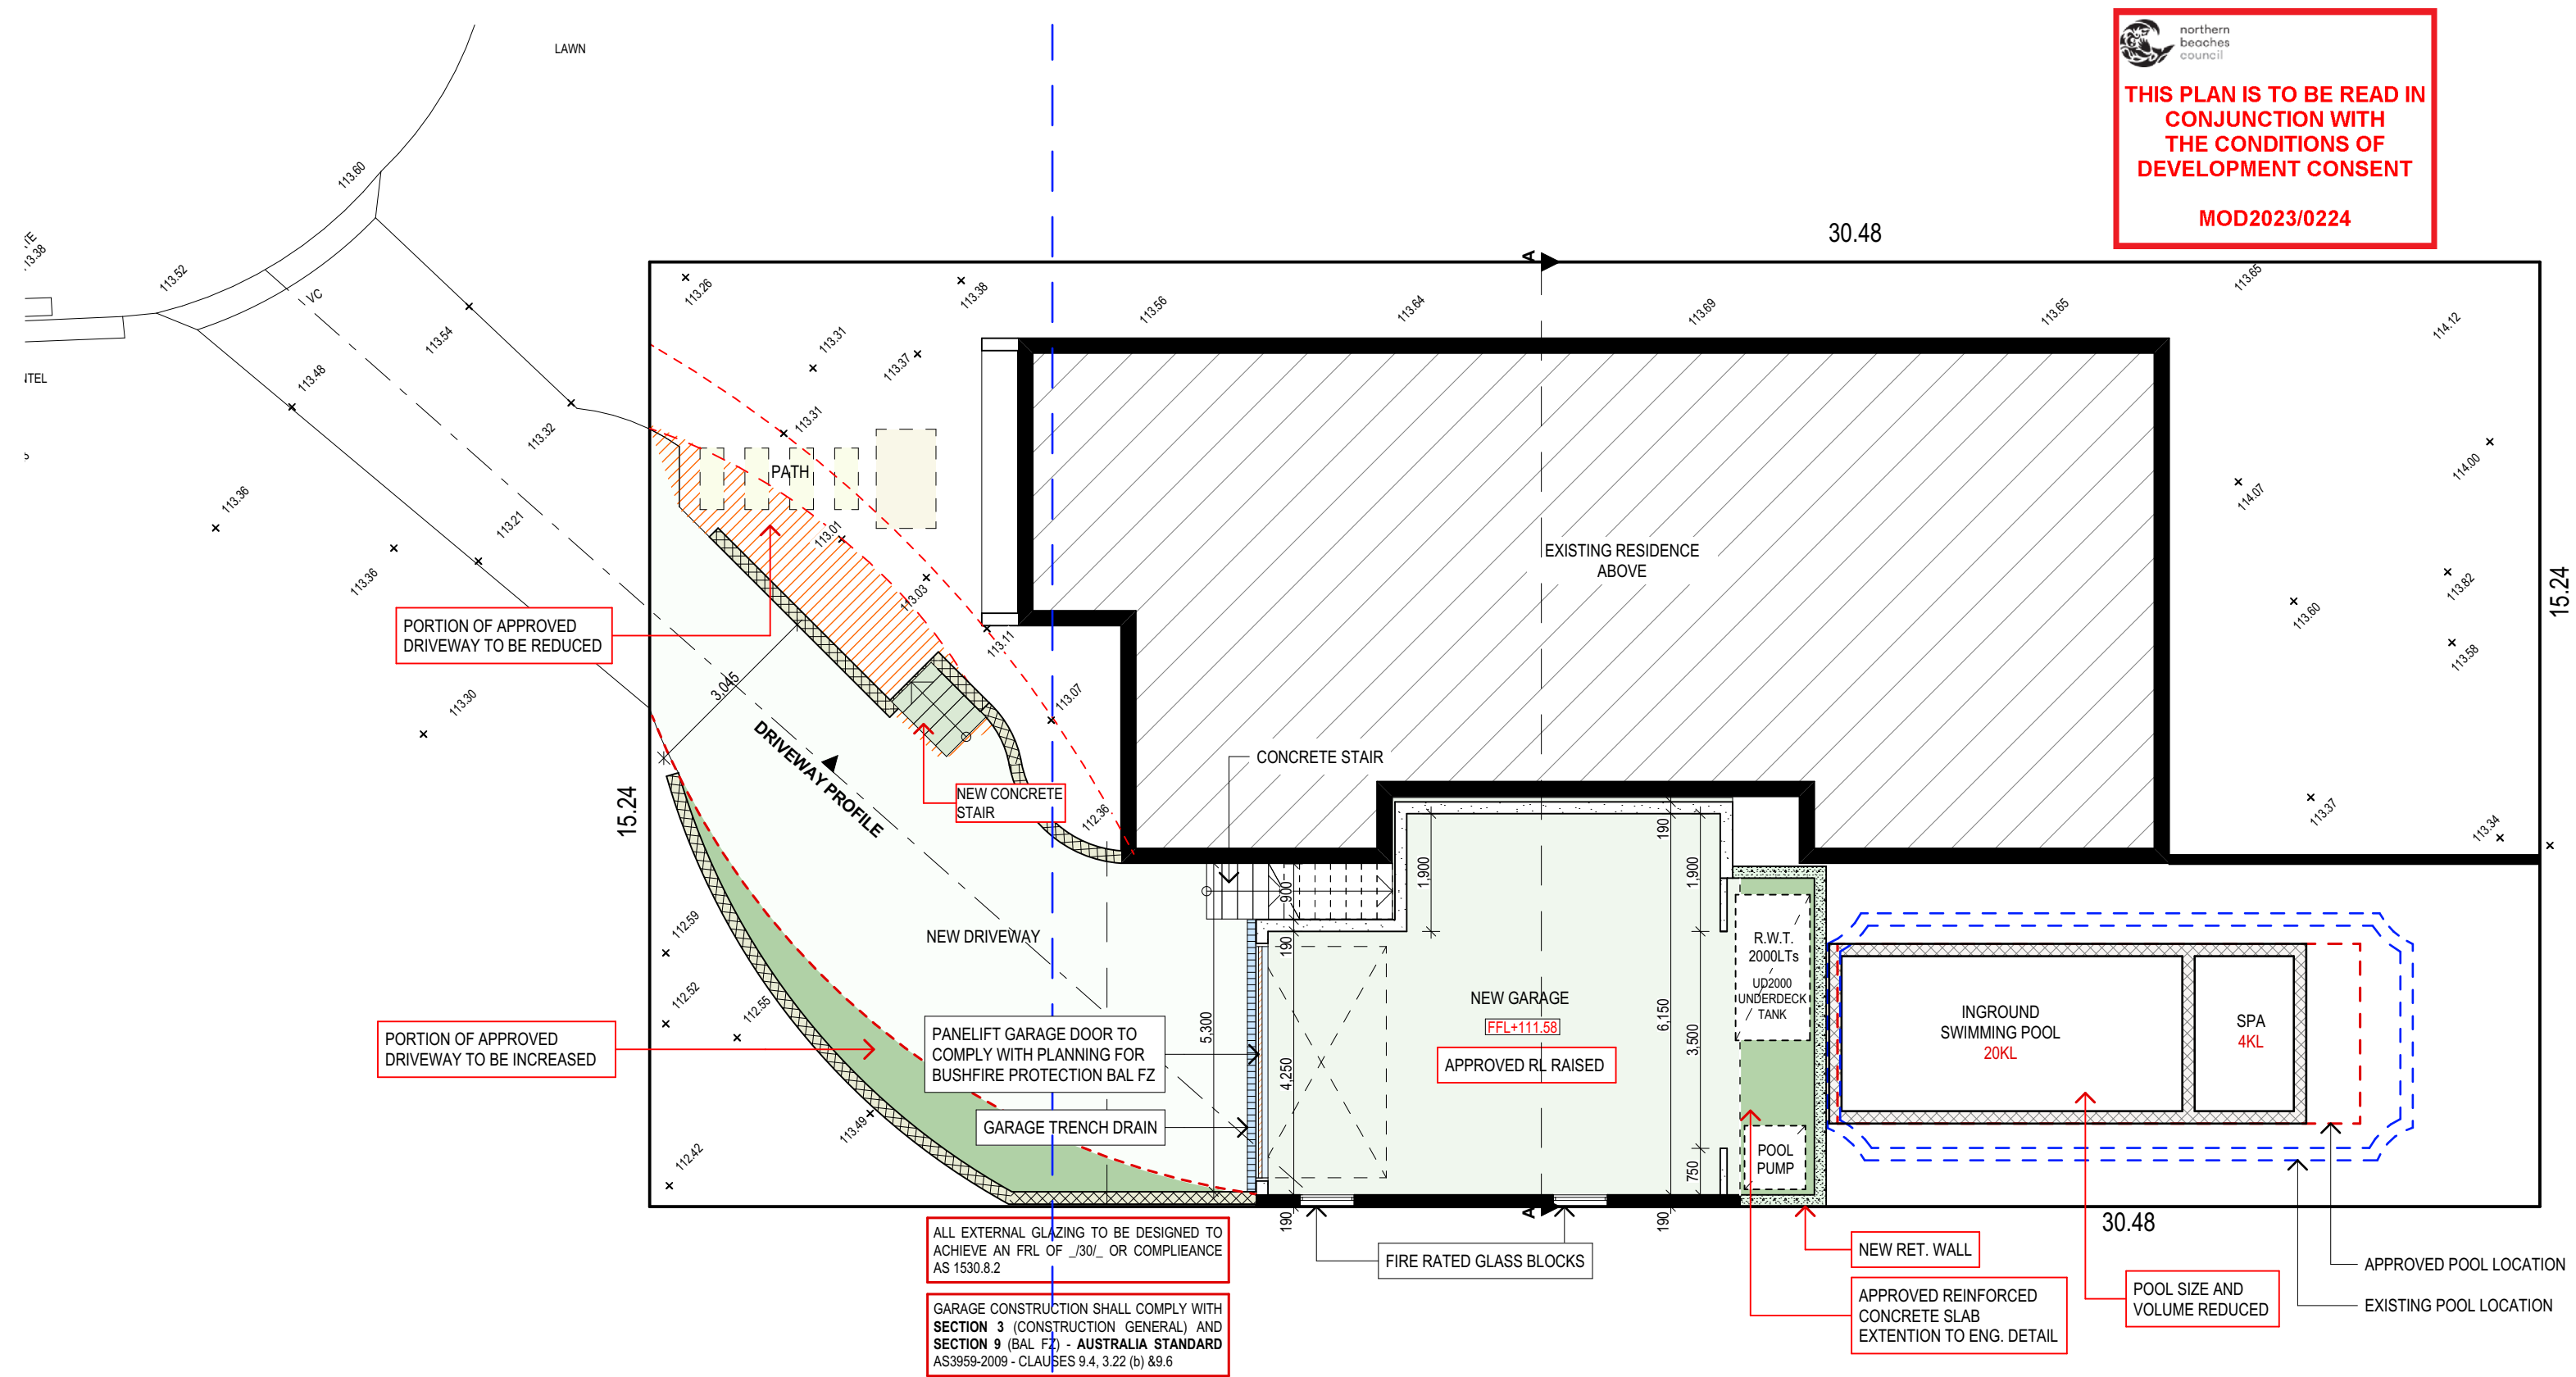 LAWN
northern
beaches
council
THIS PLAN IS TO BE READ IN
CONJUNCTION WITH
THE CONDITIONS OF
DEVELOPMENT CONSENT
MOD2023/0224
113.60
113.52
VC
113.54
113.48
113.32
113.36
113.21
113.36
113.30
30.48
A
113.26
113.38
113.56
113.64
113.69
113.65
113.65
114.12
113.31
113.37
113.31
PATH
113.01
113.03
113.11
113.07
112.36
114.00
114.07
113.82
113.60
113.58
113.37
113.34
15.24
EXISTING RESIDENCE
ABOVE
PORTION OF APPROVED
DRIVEWAY TO BE REDUCED
3,045
DRIVEWAY PROFILE
NEW CONCRETE
STAIR
CONCRETE STAIR
15.24
112.59
112.52
112.55
113.49
112.42
NEW DRIVEWAY
PORTION OF APPROVED
DRIVEWAY TO BE INCREASED
PANELIFT GARAGE DOOR TO
COMPLY WITH PLANNING FOR
BUSHFIRE PROTECTION BAL FZ
GARAGE TRENCH DRAIN
5,300
900
190
4,250
190
1,900
190
1,900
6,150
3,500
750
190
NEW GARAGE
FFL+111.58
APPROVED RL RAISED
R.W.T.
2000LTs
UD2000
UNDERDECK
TANK
POOL
PUMP
INGROUND
SWIMMING POOL
20KL
SPA
4KL
A
30.48
ALL EXTERNAL GLAZING TO BE DESIGNED TO
ACHIEVE AN FRL OF _/30/_ OR COMPLIEANCE
AS 1530.8.2
GARAGE CONSTRUCTION SHALL COMPLY WITH
SECTION 3 (CONSTRUCTION GENERAL) AND
SECTION 9 (BAL FZ) - AUSTRALIA STANDARD
AS3959-2009 - CLAUSES 9.4, 3.22 (b) &9.6
FIRE RATED GLASS BLOCKS
NEW RET. WALL
APPROVED REINFORCED
CONCRETE SLAB
EXTENTION TO ENG. DETAIL
POOL SIZE AND
VOLUME REDUCED
APPROVED POOL LOCATION
EXISTING POOL LOCATION